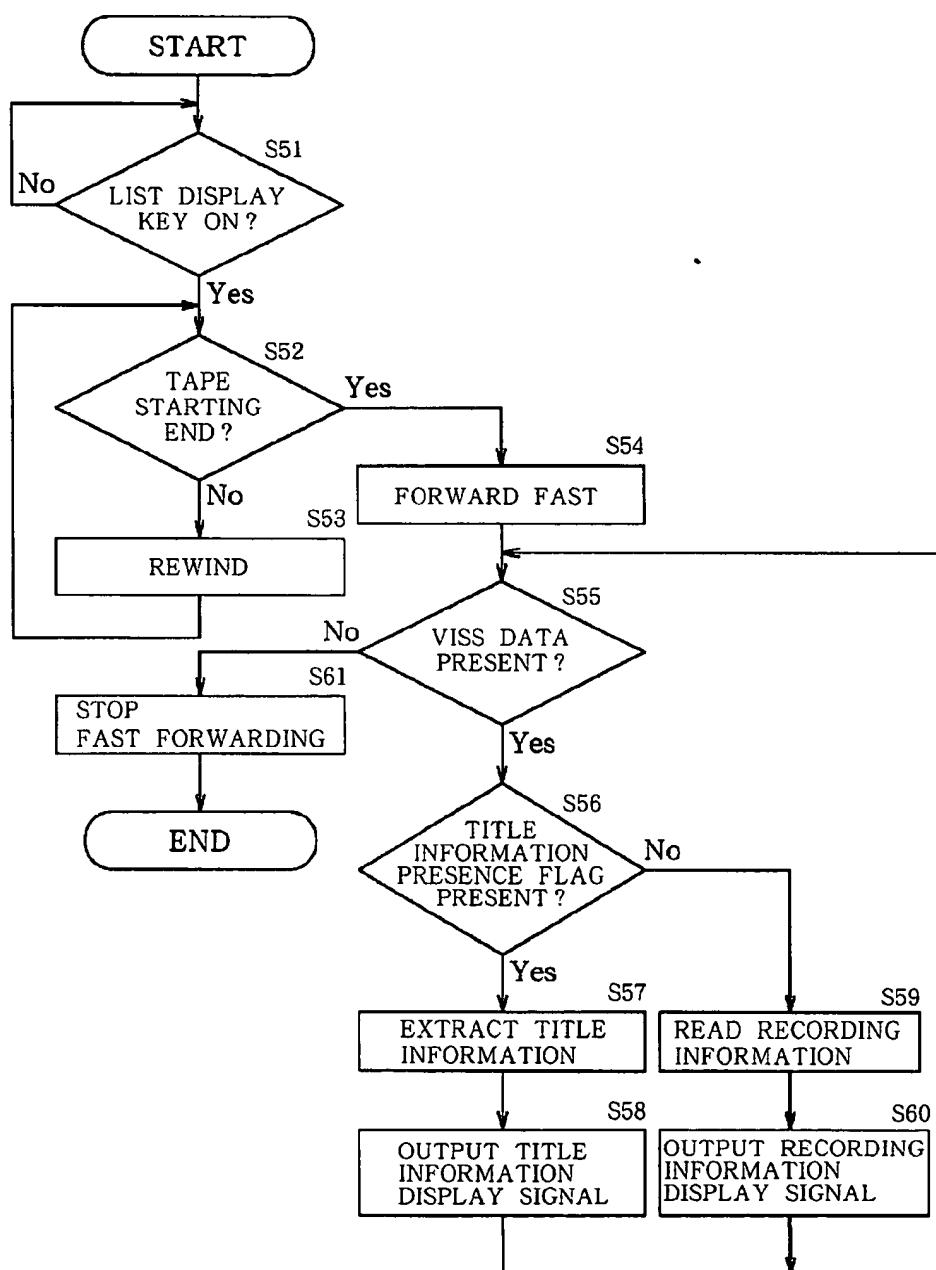 START
S51
No
LIST DISPLAY
KEY ON?
Yes
S52
TAPE
STARTING
END?
Yes
No
S53
REWIND
S54
FORWARD FAST
S55
VISS DATA
PRESENT?
No
S61
STOP
FAST FORWARDING
END
Yes
S56
TITLE
INFORMATION
PRESENCE FLAG
PRESENT?
No
Yes
S57
EXTRACT TITLE
INFORMATION
S58
OUTPUT TITLE
INFORMATION
DISPLAY SIGNAL
S59
READ RECORDING
INFORMATION
S60
OUTPUT RECORDING
INFORMATION
DISPLAY SIGNAL